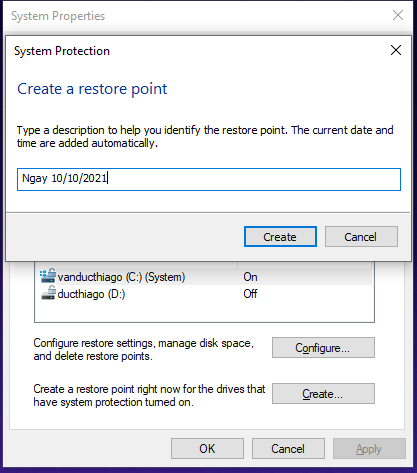 System Properties
System Protection
Create a restore point
Type a description to help you identify the restore point. The current date and
time are added automatically.
Ngay 10/10/2021
Create
Cancel
vanducthiago (C:) (System) On
ducthiago (D:) Off
Configure restore settings, manage disk space,
and delete restore points.
Configure...
Create a restore point right now for the drives that
have system protection turned on.
Create...
OK
Cancel
Apply